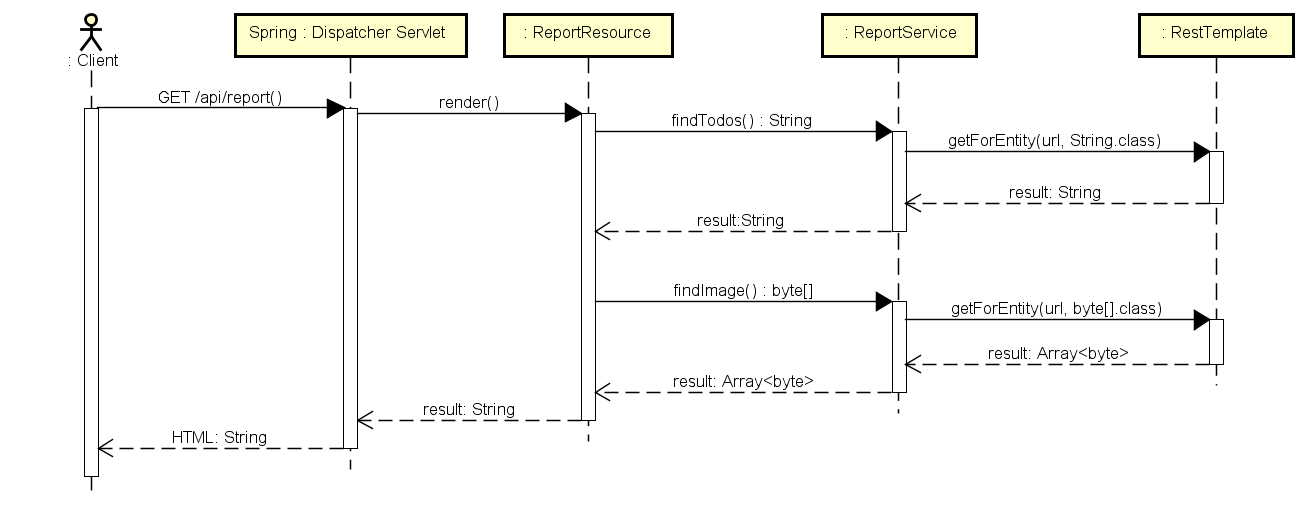 Spring : Dispatcher Servlet
: ReportResource
: ReportService
: RestTemplate
: Client
GET /api/report()
render()
findTodos() : String
getForEntity(url, String.class)
result: String
result:String
findImage() : byte[]
getForEntity(url, byte[].class)
result: Array<byte>
result: Array<byte>
result: String
HTML: String